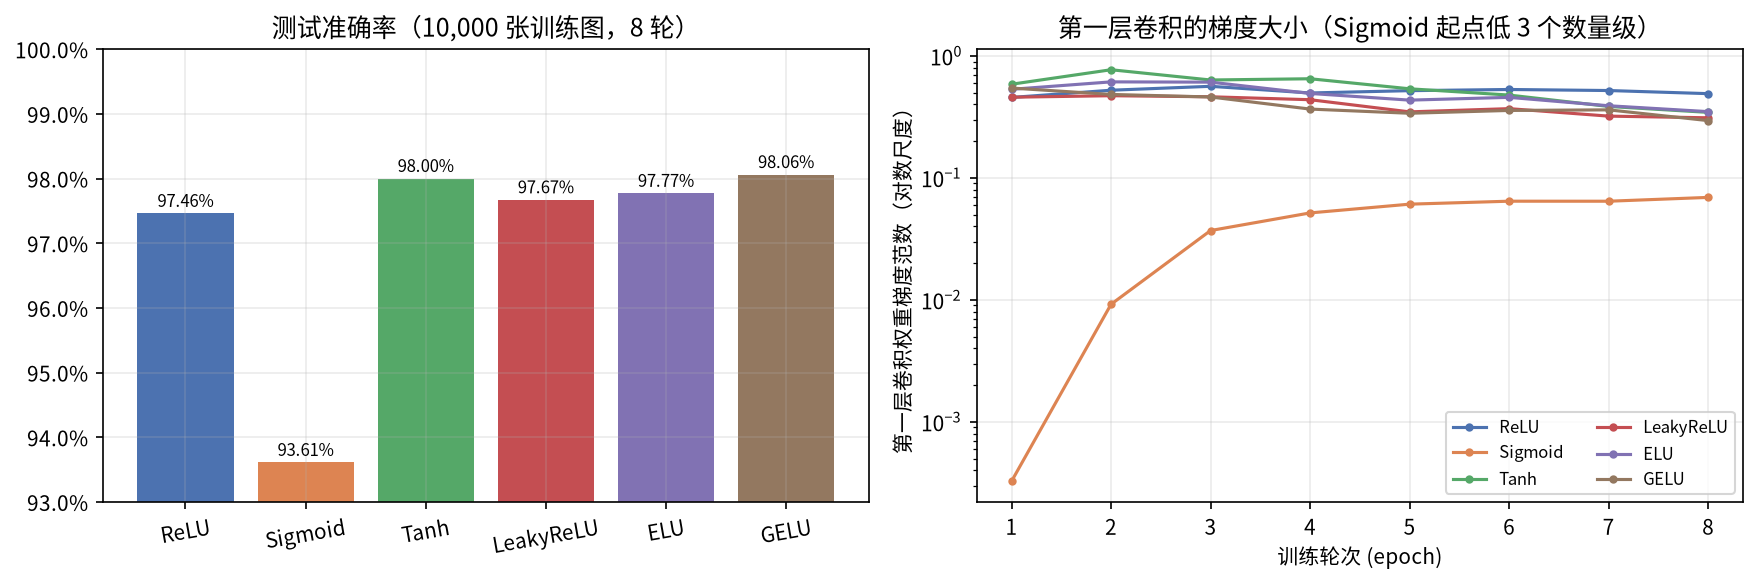 测试准确率（10,000 张训练图，8 轮）
100.0%
99.0%
98.0%
97.0%
96.0%
95.0%
94.0%
93.0%
97.46%
93.61%
98.00%
97.67%
97.77%
98.06%
ReLU
Sigmoid
Tanh
LeakyReLU
ELU
GELU
第一层卷积的梯度大小（Sigmoid 起点低 3 个数量级）
第一层卷积权重梯度范数（对数尺度）
10⁰
10⁻¹
10⁻²
10⁻³
ReLU
Sigmoid
Tanh
LeakyReLU
ELU
GELU
1 2 3 4 5 6 7 8
训练轮次 (epoch)